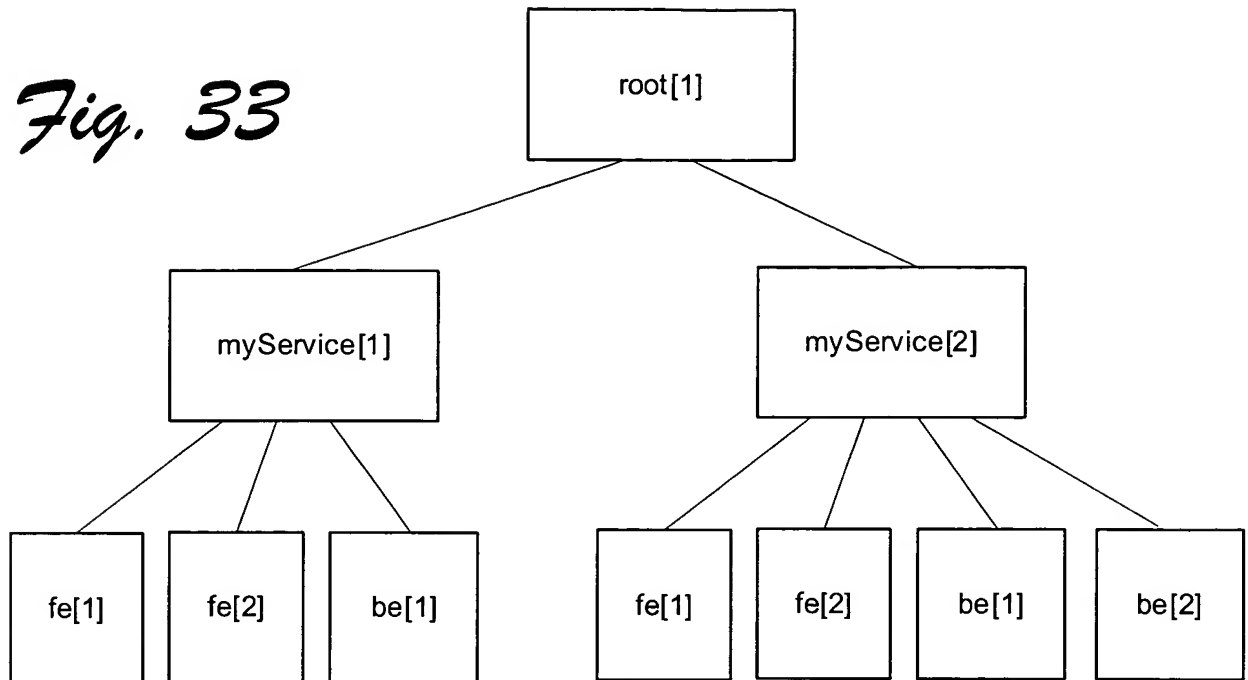 Fig. 33
root[1]
myService[1]
myService[2]
fe[1]
fe[2]
be[1]
fe[1]
fe[2]
be[1]
be[2]